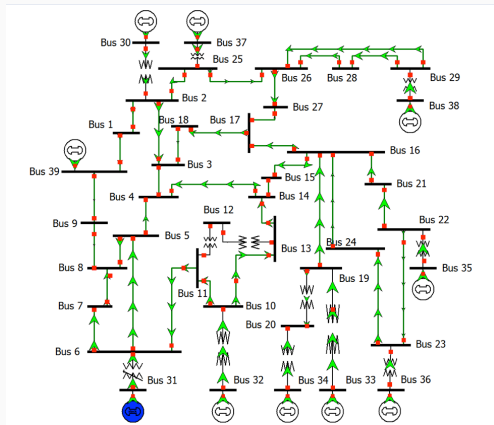 Bus 30
Bus 37
Bus 25
Bus 26
Bus 28
Bus 29
Bus 2
Bus 38
Bus 27
Bus 18
Bus 17
Bus 1
Bus 16
Bus 3
Bus 39
Bus 15
Bus 21
Bus 4
Bus 14
Bus 12
Bus 9
Bus 22
Bus 5
Bus 13
Bus 24
Bus 8
Bus 35
Bus 19
Bus 11
Bus 7
Bus 10
Bus 20
Bus 6
Bus 23
Bus 31
Bus 32
Bus 34
Bus 33
Bus 36